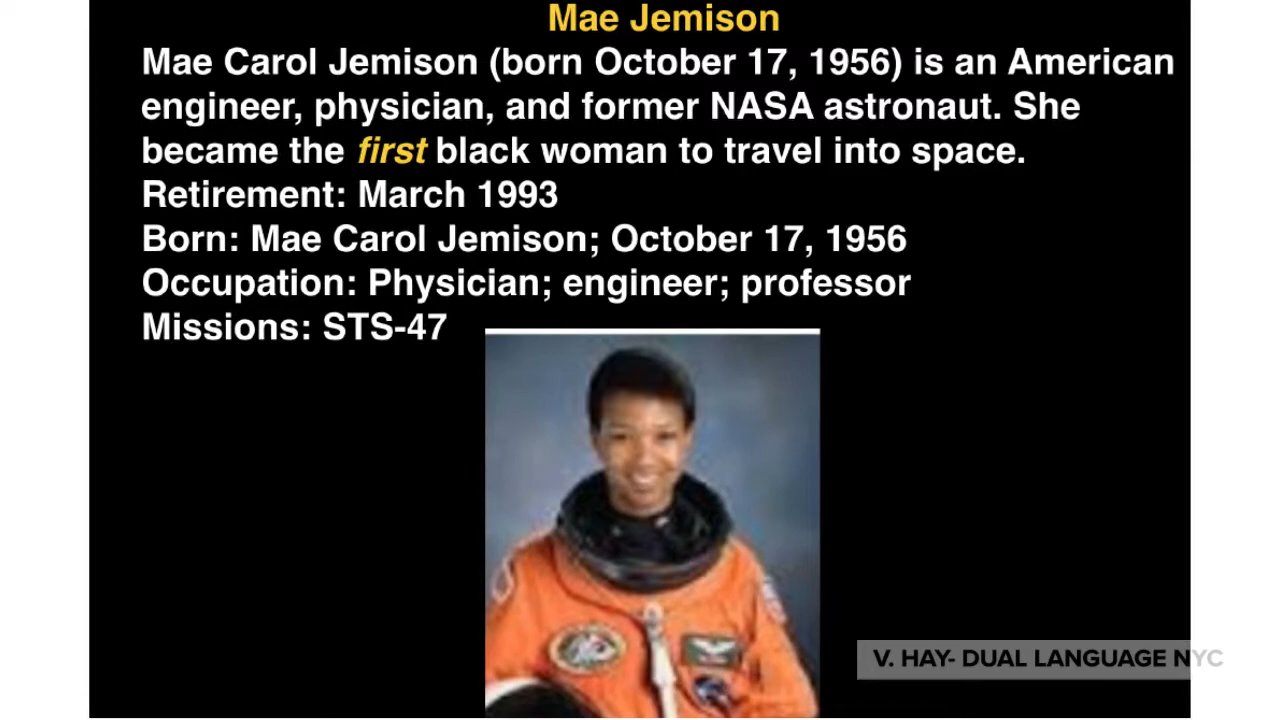 Mae Jemison
Mae Carol Jemison (born October 17, 1956) is an American
engineer, physician, and former NASA astronaut. She
became the first black woman to travel into space.
Retirement: March 1993
Born: Mae Carol Jemison; October 17, 1956
Occupation: Physician; engineer; professor
Missions: STS-47
V. HAY- DUAL LANGUAGE NYC